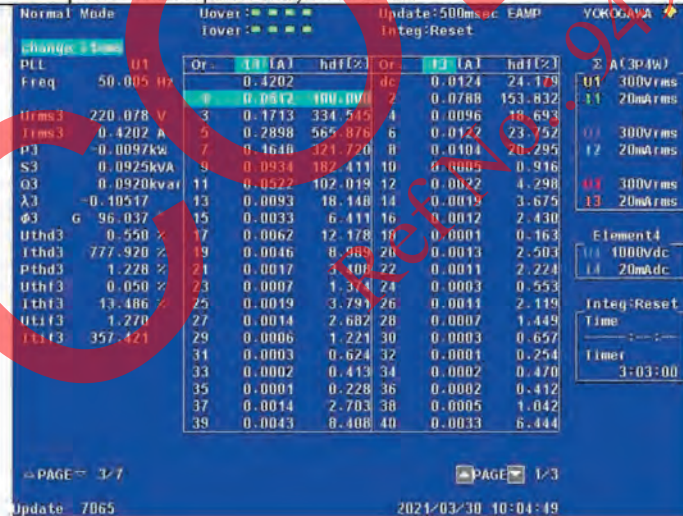 Normal Mode Uover: Update:500msec EAMP YOKOGAWA
Iover: Integ:Reset
change items
PLL U1 Or. I3 [A] hdf[%] Or. I3 [A] hdf[%] Σ A(3P4W)
Freq 50.005 Hz 0.4202 dc 0.0124 24.179 U1 300Vrms
1 0.0512 100.000 2 0.0788 153.832 I1 20mArms
Urms3 220.078 V 3 0.1713 334.545 4 0.0096 18.693
Irms3 0.4202 A 5 0.2898 565.876 6 0.0122 23.752 300Vrms
P3 -0.0097kW 7 0.1648 321.720 8 0.0104 20.295 I2 20mArms
S3 0.0925kVA 9 0.0934 182.411 10 0.0005 0.916
Q3 0.0920kvar 11 0.0522 102.019 12 0.0022 4.298 U3 300Vrms
λ3 -0.10517 13 0.0093 18.148 14 0.0019 3.675 I3 20mArms
Φ3 G 96.037 15 0.0033 6.411 16 0.0012 2.430
Uthd3 0.550 % 17 0.0062 12.178 18 0.0001 0.163 Element4
Ithd3 777.920 % 19 0.0046 8.989 20 0.0013 2.503 1000Vdc
Pthd3 1.228 % 21 0.0017 3.408 22 0.0011 2.224 I4 20mAdc
Uthf3 0.050 % 23 0.0007 1.374 24 0.0003 0.553
Ithf3 13.486 % 25 0.0019 3.791 26 0.0011 2.119 Integ:Reset
Utif3 1.270 27 0.0014 2.682 28 0.0007 1.449 Time
Itif3 357.421 29 0.0006 1.221 30 0.0003 0.657 ----:--:--
31 0.0003 0.624 32 0.0001 0.254 Timer
33 0.0002 0.413 34 0.0002 0.470 3:03:00
35 0.0001 0.228 36 0.0002 0.412
37 0.0014 2.703 38 0.0005 1.042
39 0.0043 8.408 40 0.0033 6.444
PAGE 3/7 PAGE 1/3
Update 7065 2021/03/30 10:04:49